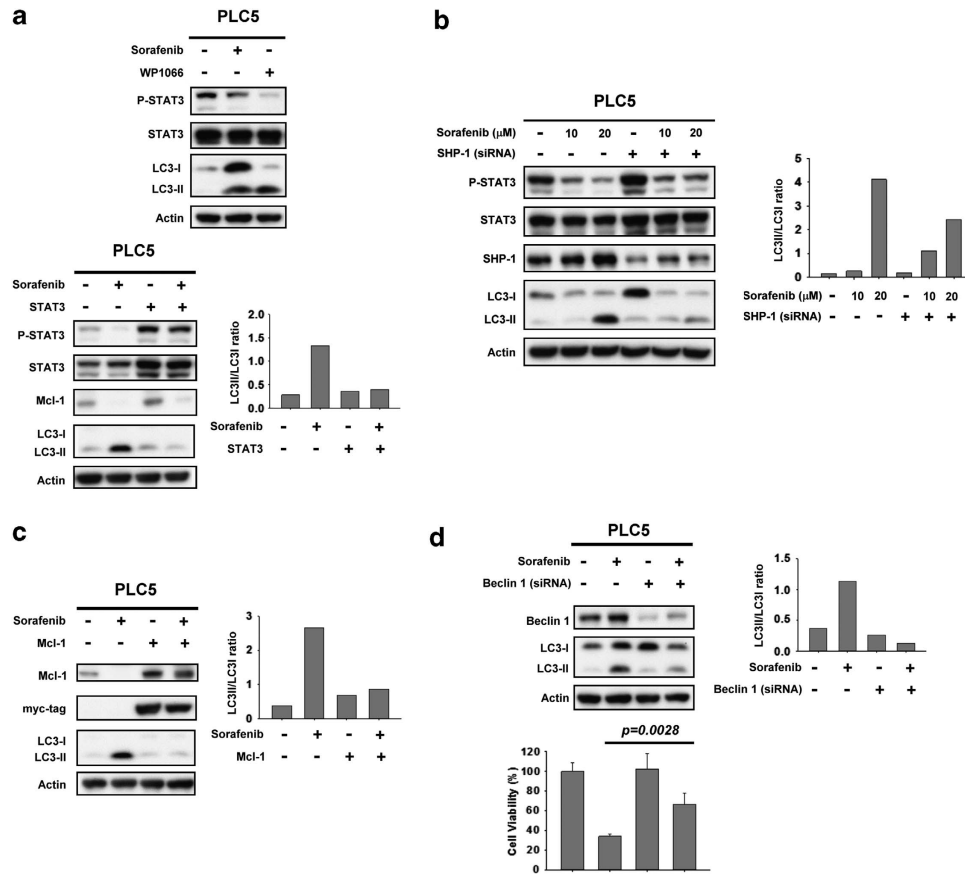 a
PLC5
Sorafenib - + -
WP1066 - - +
P-STAT3
STAT3
LC3-I
LC3-II
Actin
PLC5
Sorafenib - + - +
STAT3 - - + +
P-STAT3
STAT3
Mcl-1
LC3-I
LC3-II
Actin
LC3II/LC3I ratio
2.0
1.5
1.0
0.5
0.0
Sorafenib - + - +
STAT3 - - + +
b
PLC5
Sorafenib (μM) - 10 20 - 10 20
SHP-1 (siRNA) - - - + + +
P-STAT3
STAT3
SHP-1
LC3-I
LC3-II
Actin
LC3II/LC3I ratio
5
4
3
2
1
0
Sorafenib (μM) - 10 20 - 10 20
SHP-1 (siRNA) - - - + + +
c
PLC5
Sorafenib - + - +
Mcl-1 - - + +
Mcl-1
myc-tag
LC3-I
LC3-II
Actin
LC3II/LC3I ratio
4
3
2
1
0
Sorafenib - + - +
Mcl-1 - - + +
d
PLC5
Sorafenib - + - +
Beclin 1 (siRNA) - - + +
Beclin 1
LC3-I
LC3-II
Actin
LC3II/LC3I ratio
1.5
1.0
0.5
0.0
Sorafenib - + - +
Beclin 1 (siRNA) - - + +
p=0.0028
Cell Viability (%)
120
100
80
60
40
20
0